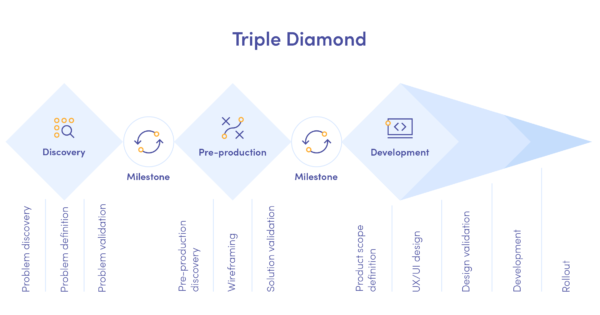 Triple Diamond
Discovery
Milestone
Pre-production
Milestone
Development
Problem discovery
Problem definition
Problem validation
Pre-production
discovery
Wireframing
Solution validation
Product scope
definition
UX/UI design
Design validation
Development
Rollout